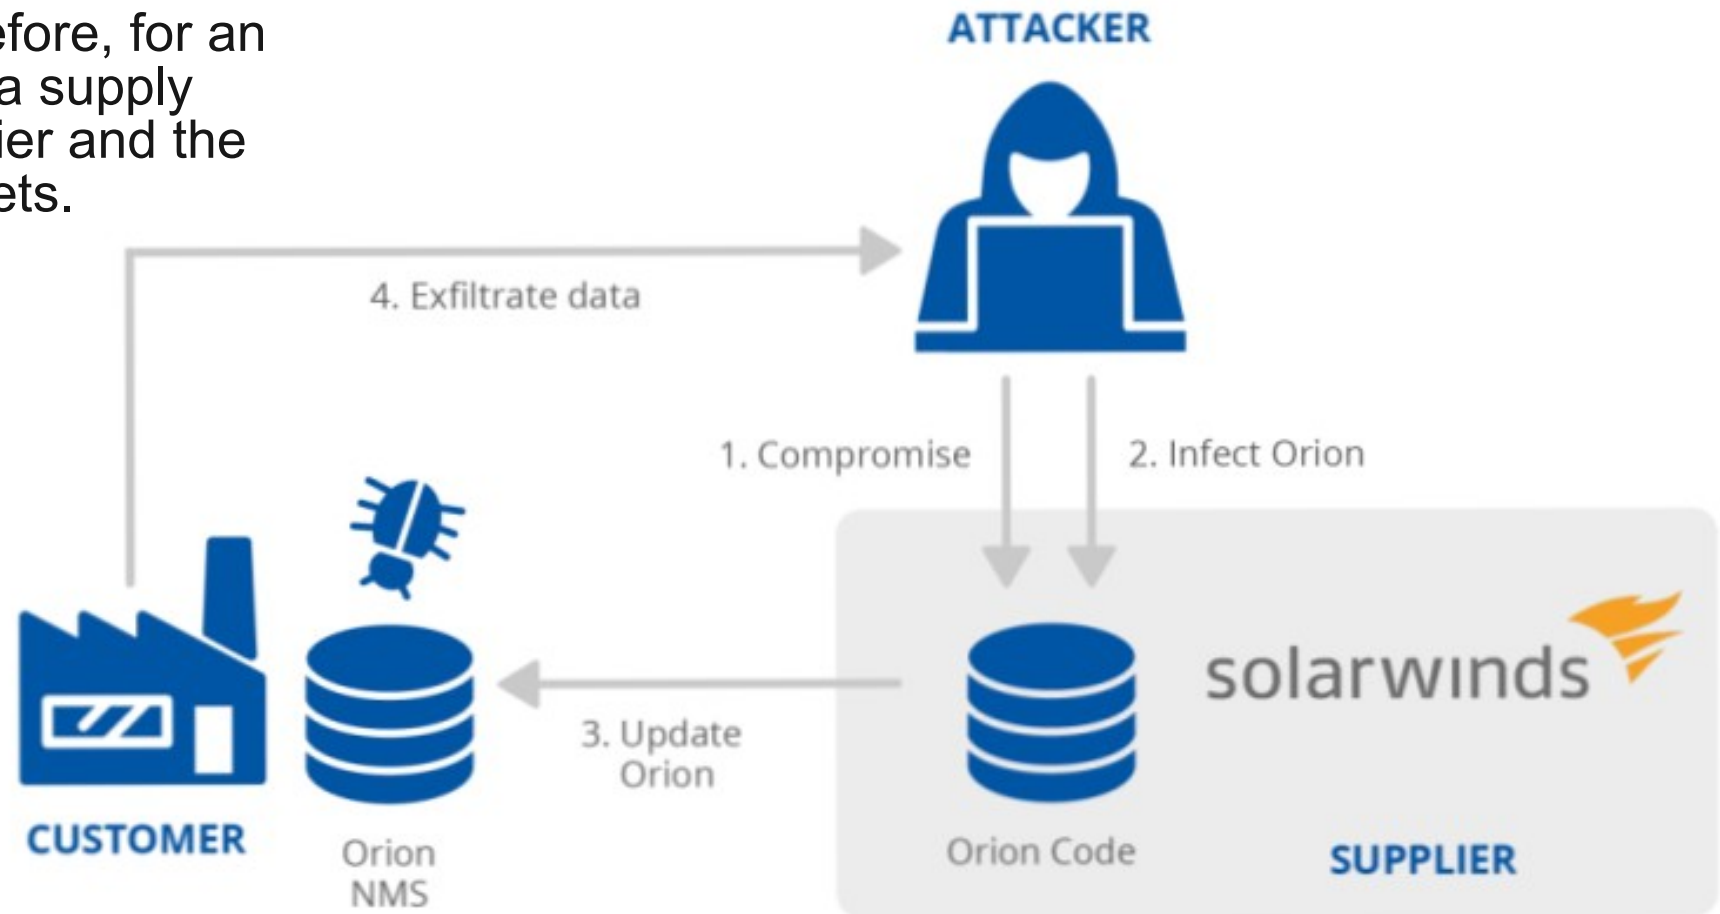 efore, for an
a supply
ier and the
ets.
ATTACKER
4. Exfiltrate data
1. Compromise
2. Infect Orion
solarwinds
3. Update
Orion
CUSTOMER
Orion
NMS
Orion Code
SUPPLIER